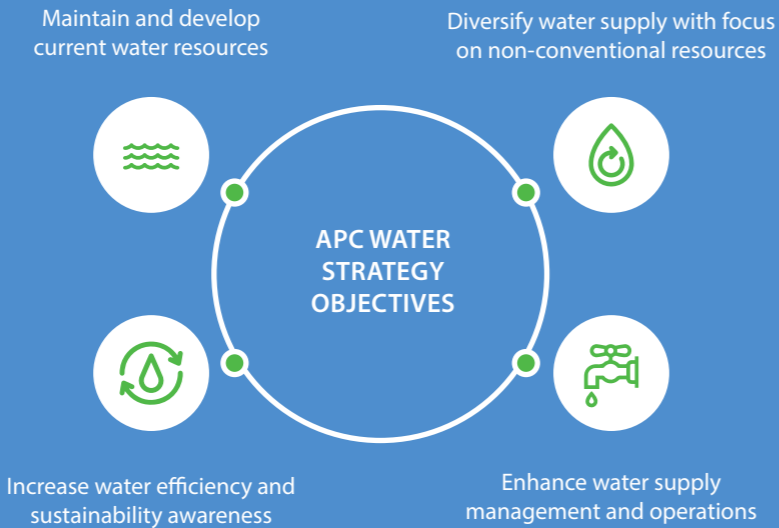 Maintain and develop
current water resources
Diversify water supply with focus
on non-conventional resources
APC WATER
STRATEGY
OBJECTIVES
Increase water efficiency and
sustainability awareness
Enhance water supply
management and operations